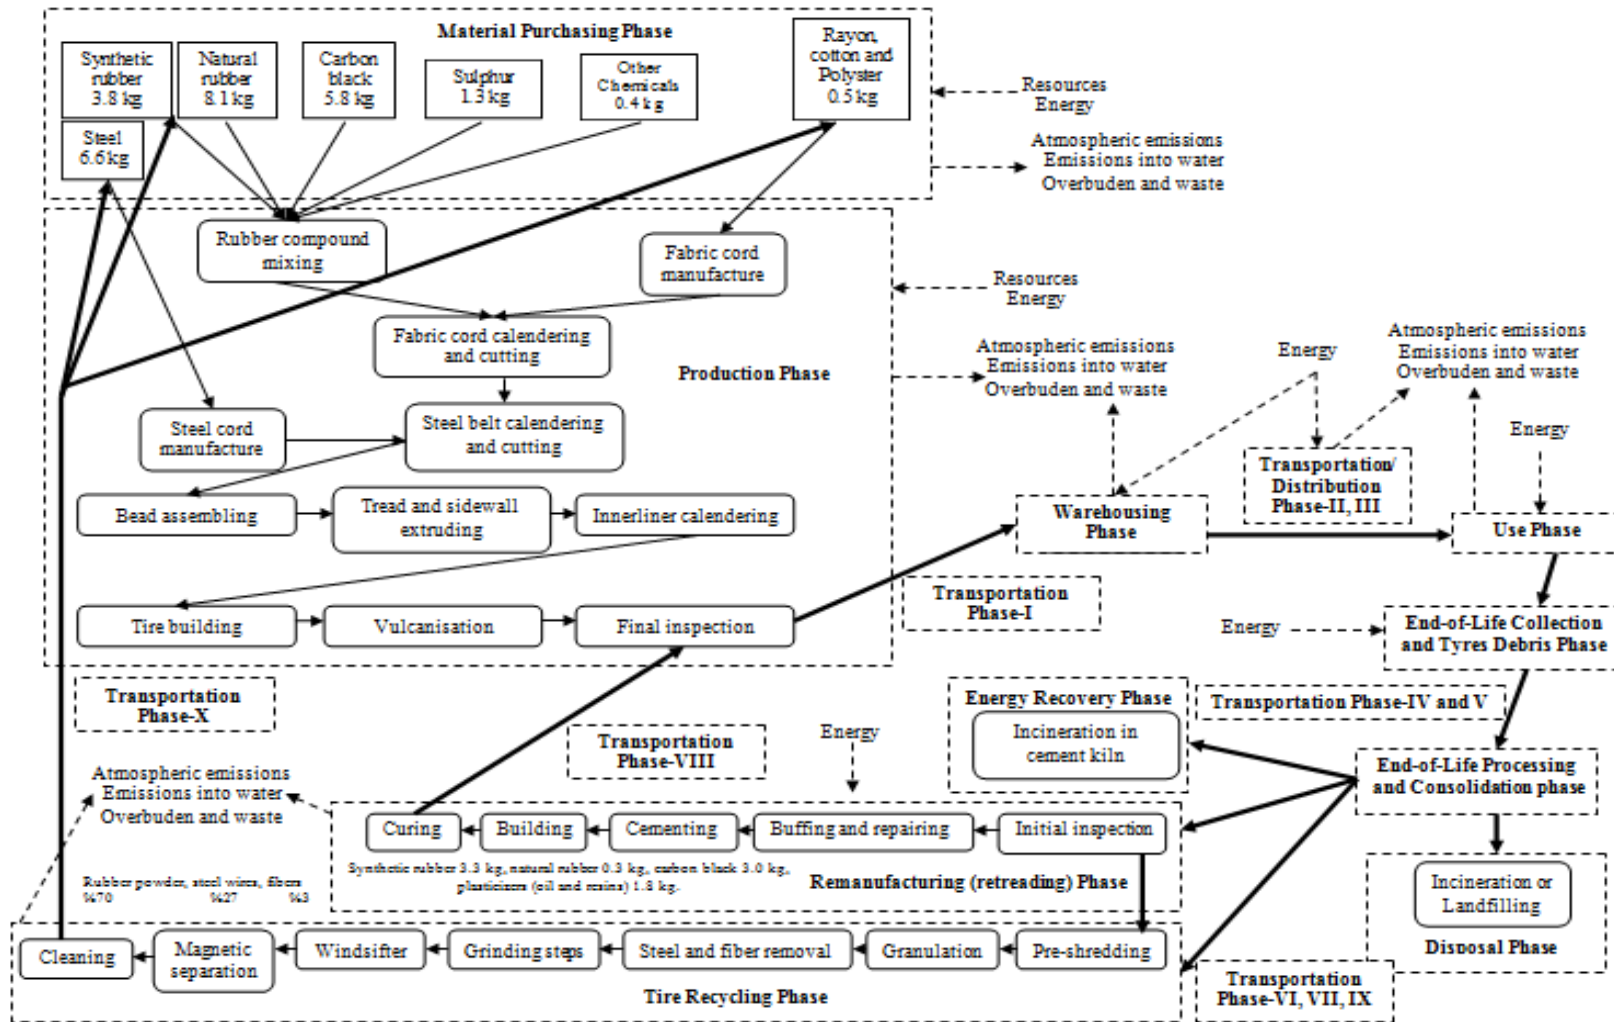 Material Purchasing Phase
Synthetic
rubber
3.8 kg
Natural
rubber
8.1 kg
Carbon
black
5.8 kg
Sulphur
1.3 kg
Other
Chemicals
0.4 kg
Rayon,
cotton and
Polyster
0.5 kg
Steel
6.6 kg
Resources
Energy
Atmospheric emissions
Emissions into water
Overbuden and waste
Rubber compound
mixing
Fabric cord
manufacture
Resources
Energy
Fabric cord calendering
and cutting
Production Phase
Atmospheric emissions
Emissions into water
Overbuden and waste
Energy
Atmospheric emissions
Emissions into water
Overbuden and waste
Steel cord
manufacture
Steel belt calendering
and cutting
Energy
Transportation/
Distribution
Phase-II, III
Bead assembling
Tread and sidewall
extruding
Innerliner calendering
Warehousing
Phase
Use Phase
Transportation
Phase-I
Tire building
Vulcanisation
Final inspection
Energy
End-of-Life Collection
and Tyres Debris Phase
Transportation
Phase-X
Energy Recovery Phase
Incineration in
cement kiln
Transportation Phase-IV and V
Transportation
Phase-VIII
Energy
End-of-Life Processing
and Consolidation phase
Atmospheric emissions
Emissions into water
Overbuden and waste
Curing
Building
Cementing
Buffing and repairing
Initial inspection
Synthetic rubber 3.3 kg, natural rubber 0.3 kg, carbon black 3.0 kg,
plasticizers (oil and resins) 1.8 kg.
Remanufacturing (retreading) Phase
Rubber powder, steel wires, fibers
%70 %27 %3
Incineration or
Landfilling
Disposal Phase
Cleaning
Magnetic
separation
Windsifter
Grinding steps
Steel and fiber removal
Granulation
Pre-shredding
Tire Recycling Phase
Transportation
Phase-VI, VII, IX